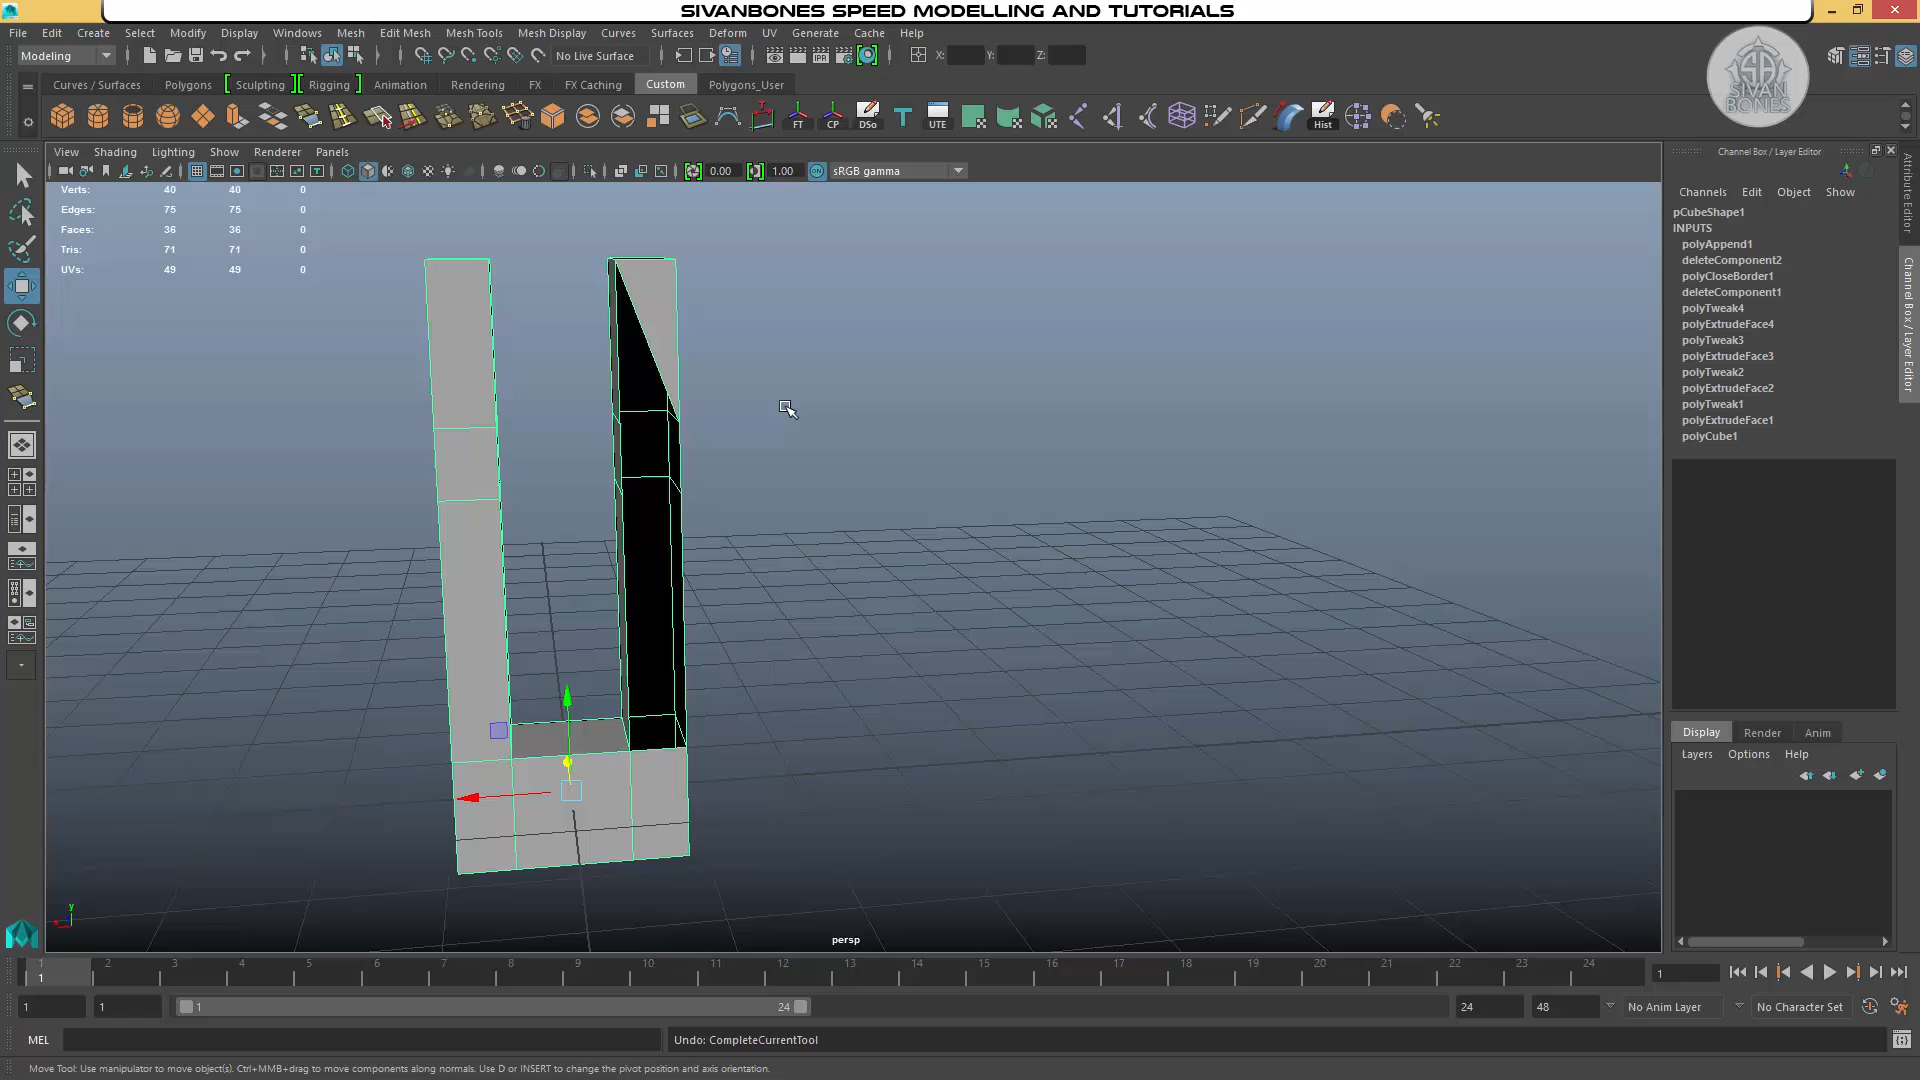 SIVANBONES SPEED MODELLING AND TUTORIALS
File Edit Create Select Modify Display Windows Mesh Edit Mesh Mesh Tools Mesh Display Curves Surfaces Deform UV Generate Cache Help
Modeling No Live Surface X: Y: Z:
Curves / Surfaces Polygons Sculpting Rigging Animation Rendering FX FX Caching Custom Polygons_User
FT CP DSo UTE Hist
SIVAN
BONES
View Shading Lighting Show Renderer Panels
0.00 1.00 sRGB gamma
Verts: 40 40 0
Edges: 75 75 0
Faces: 36 36 0
Tris: 71 71 0
UVs: 49 49 0
y
persp
Channel Box / Layer Editor
Channels Edit Object Show
pCubeShape1
INPUTS
polyAppend1
deleteComponent2
polyCloseBorder1
deleteComponent1
polyTweak4
polyExtrudeFace4
polyTweak3
polyExtrudeFace3
polyTweak2
polyExtrudeFace2
polyTweak1
polyExtrudeFace1
polyCube1
Attribute Editor
Channel Box / Layer Editor
Display Render Anim
Layers Options Help
1 2 3 4 5 6 7 8 9 10 11 12 13 14 15 16 17 18 19 20 21 22 23 24
1 1
1 1 1 24 24 48 No Anim Layer No Character Set
MEL Undo: CompleteCurrentTool
Move Tool: Use manipulator to move object(s). Ctrl+MMB+drag to move components along normals. Use D or INSERT to change the pivot position and axis orientation.